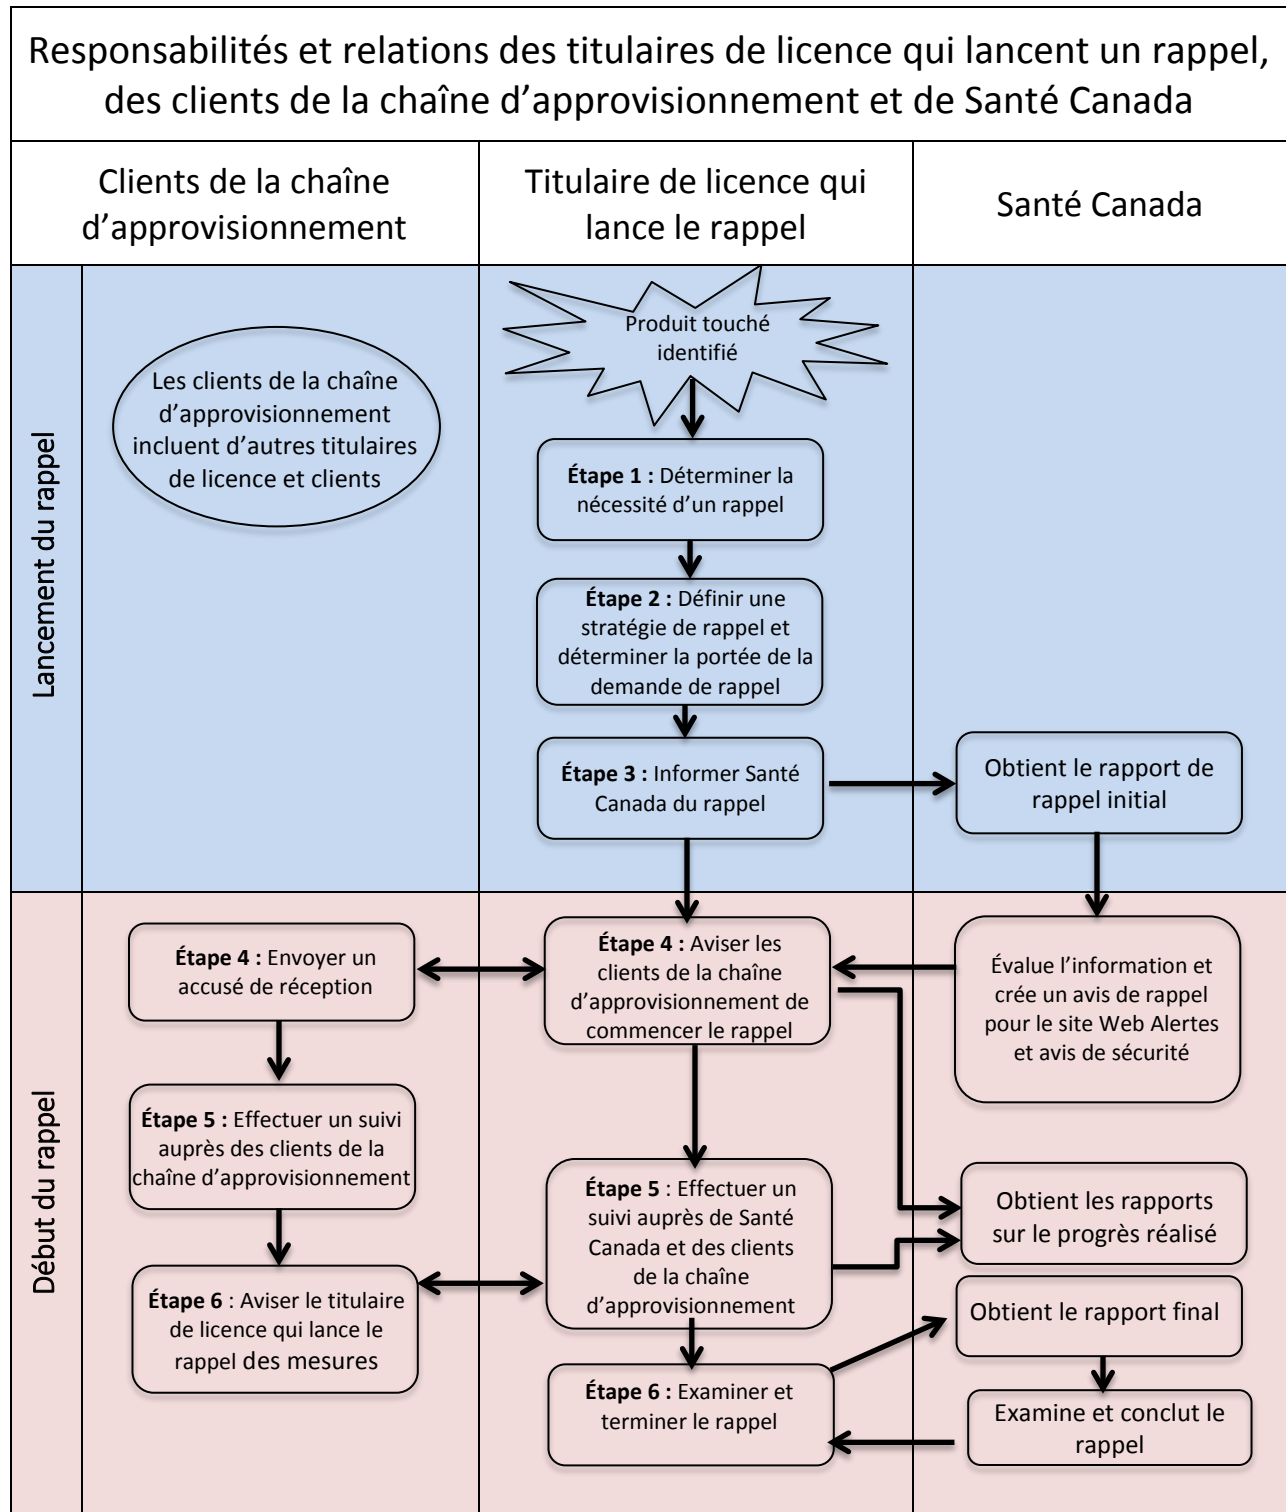 Responsabilités et relations des titulaires de licence qui lancent un rappel,
des clients de la chaîne d’approvisionnement et de Santé Canada
Clients de la chaîne
d’approvisionnement
Titulaire de licence qui
lance le rappel
Santé Canada
Lancement du rappel
Les clients de la chaîne
d’approvisionnement
incluent d’autres titulaires
de licence et clients
Produit touché
identifié
Étape 1 : Déterminer la
nécessité d’un rappel
Étape 2 : Définir une
stratégie de rappel et
déterminer la portée de la
demande de rappel
Étape 3 : Informer Santé
Canada du rappel
Obtient le rapport de
rappel initial
Début du rappel
Étape 4 : Envoyer un
accusé de réception
Étape 4 : Aviser les
clients de la chaîne
d’approvisionnement de
commencer le rappel
Évalue l’information et
crée un avis de rappel
pour le site Web Alertes
et avis de sécurité
Étape 5 : Effectuer un suivi
auprès des clients de la
chaîne d’approvisionnement
Étape 5 : Effectuer un
suivi auprès de Santé
Canada et des clients
de la chaîne
d’approvisionnement
Obtient les rapports
sur le progrès réalisé
Étape 6 : Aviser le titulaire
de licence qui lance le
rappel des mesures
Étape 6 : Examiner et
terminer le rappel
Obtient le rapport final
Examine et conclut le
rappel